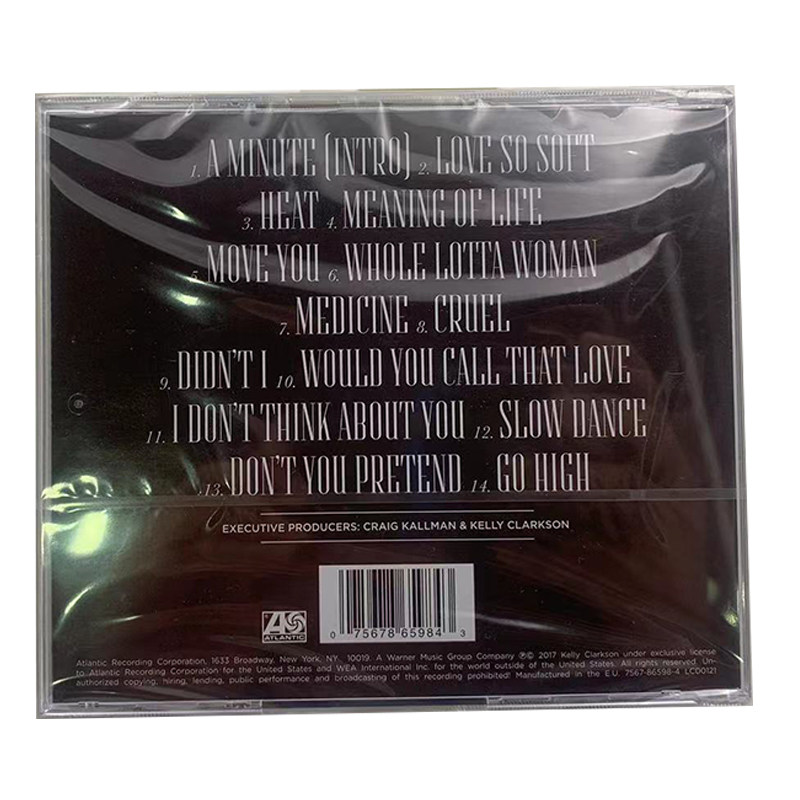 1. A MINUTE (INTRO) 2. LOVE SO SOFT
3. HEAT 4. MEANING OF LIFE
5. MOVE YOU 6. WHOLE LOTTA WOMAN
7. MEDICINE 8. CRUEL
9. DIDN'T I 10. WOULD YOU CALL THAT LOVE
11. I DON'T THINK ABOUT YOU 12. SLOW DANCE
13. DON'T YOU PRETEND 14. GO HIGH
EXECUTIVE PRODUCERS: CRAIG KALLMAN & KELLY CLARKSON
ATLANTIC
0 75678 65984 3
Atlantic Recording Corporation, 1633 Broadway, New York, NY, 10019. A Warner Music Group Company ℗© 2017 Kelly Clarkson under exclusive license
to Atlantic Recording Corporation for the United States and WEA International Inc. for the world outside of the United States. All rights reserved. Un-
authorized copying, hiring, lending, public performance and broadcasting of this recording prohibited! Manufactured in the E.U. 7567-86598-4 LC00121